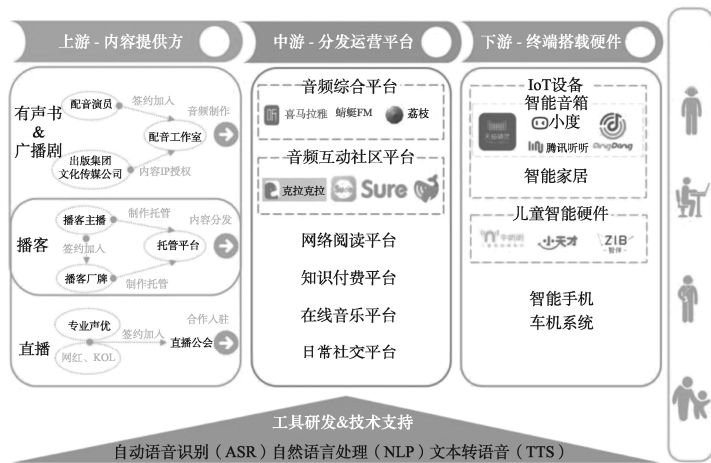 上游 - 内容提供方
中游 - 分发运营平台
下游 - 终端搭载硬件
有声书
&
广播剧
配音演员
签约加入
音频制作
配音工作室
出版集团
文化传媒公司
内容IP授权
播客
播客主播
制作托管
内容分发
签约加入
托管平台
播客厂牌
制作托管
直播
专业声优
网红、KOL
签约加入
合作入驻
直播公会
音频综合平台
喜马拉雅
蜻蜓FM
荔枝
音频互动社区平台
克拉克拉
Sure
Sure
网络阅读平台
知识付费平台
在线音乐平台
日常社交平台
IoT设备
智能音箱
天猫精灵
小度
腾讯听听
DingDong
智能家居
儿童智能硬件
牛听听
小天才
ZIB
智伴
智能手机
车机系统
工具研发&技术支持
自动语音识别（ASR）自然语言处理（NLP）文本转语音（TTS）